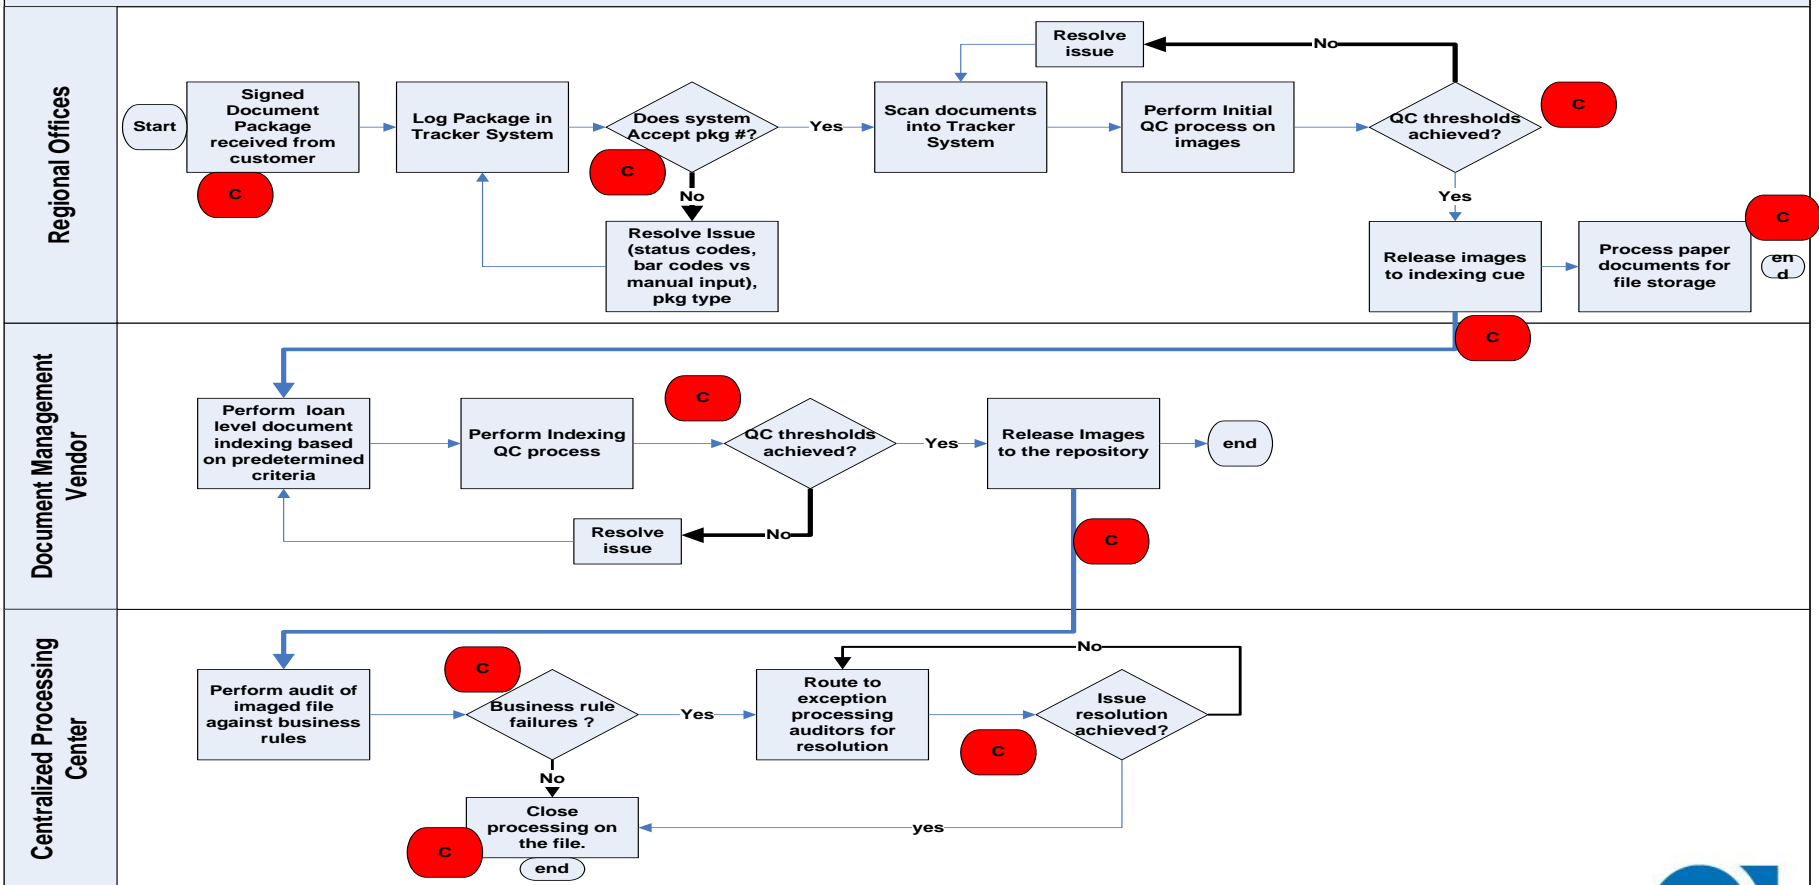 Regional Offices
Start
Signed
Document
Package
received from
customer
C
Log Package in
Tracker System
Does system
Accept pkg #?
C
Yes
No
Resolve Issue
(status codes,
bar codes vs
manual input),
pkg type
Scan documents
into Tracker
System
Perform Initial
QC process on
images
QC thresholds
achieved?
C
No
Resolve
issue
Yes
Release images
to indexing cue
C
Process paper
documents for
file storage
C
en
d
Document Management
Vendor
Perform loan
level document
indexing based
on predetermined
criteria
Perform Indexing
QC process
C
QC thresholds
achieved?
No
Resolve
issue
Yes
Release Images
to the repository
C
end
Centralized Processing
Center
Perform audit of
imaged file
against business
rules
C
Business rule
failures ?
Yes
No
Route to
exception
processing
auditors for
resolution
C
Issue
resolution
achieved?
No
yes
Close
processing on
the file.
C
end